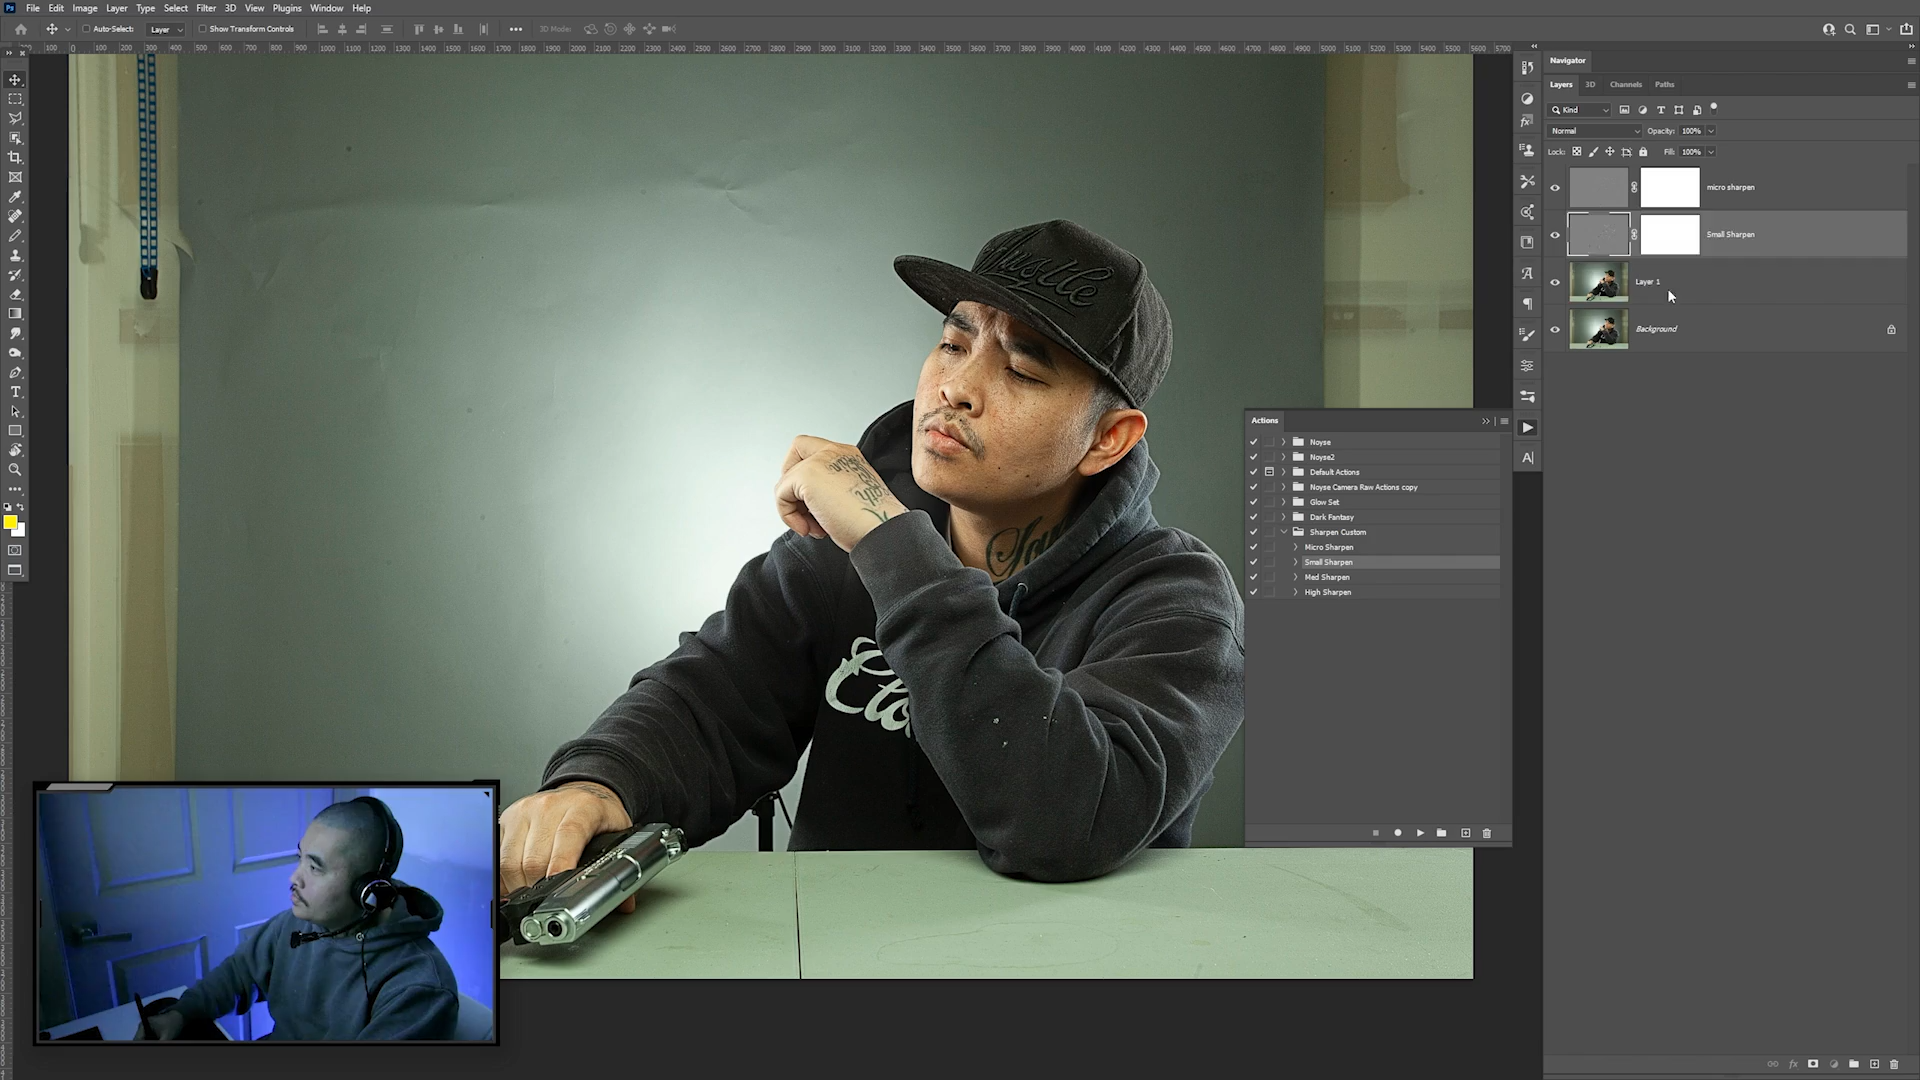 Ps File Edit Image Layer Type Select Filter 3D View Plugins Window Help
Auto-Select: Layer Show Transform Controls ••• 3D Mode:
Navigator
Layers 3D Channels Paths
Kind
Normal Opacity: 100%
Lock: Fill: 100%
micro sharpen
Small Sharpen
Layer 1
Background
Hustle
Actions
Noyse
Noyse2
Default Actions
Noyse Camera Raw Actions copy
Glow Set
Dark Fantasy
Sharpen Custom
Micro Sharpen
Small Sharpen
Med Sharpen
High Sharpen